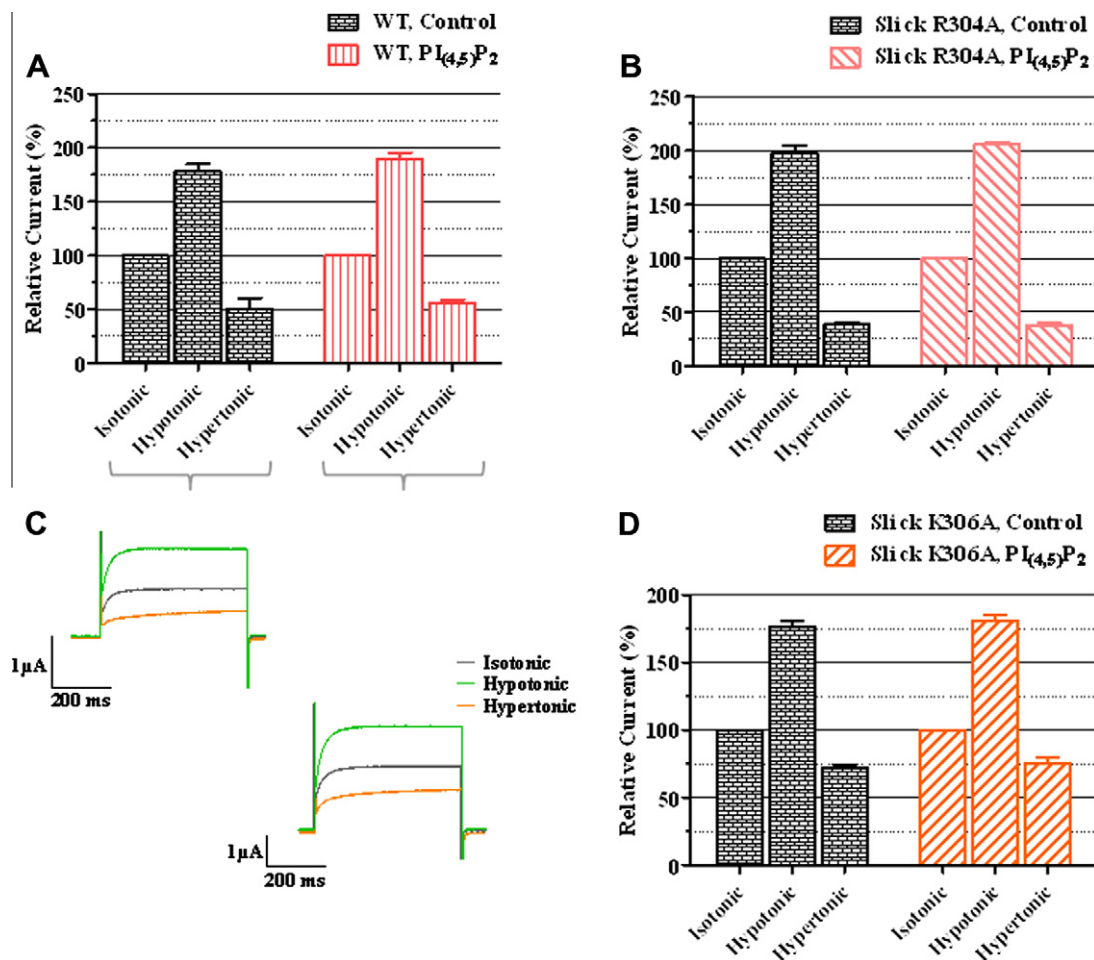 A
WT, Control
WT, PI(4,5)P2
Relative Current (%)
250
200
150
100
50
0
Isotonic
Hypotonic
Hypertonic
Isotonic
Hypotonic
Hypertonic
B
Slick R304A, Control
Slick R304A, PI(4,5)P2
Relative Current (%)
250
200
150
100
50
0
Isotonic
Hypotonic
Hypertonic
Isotonic
Hypotonic
Hypertonic
C
1µA
200 ms
Isotonic
Hypotonic
Hypertonic
1µA
200 ms
D
Slick K306A, Control
Slick K306A, PI(4,5)P2
Relative Current (%)
200
150
100
50
0
Isotonic
Hypotonic
Hypertonic
Isotonic
Hypotonic
Hypertonic